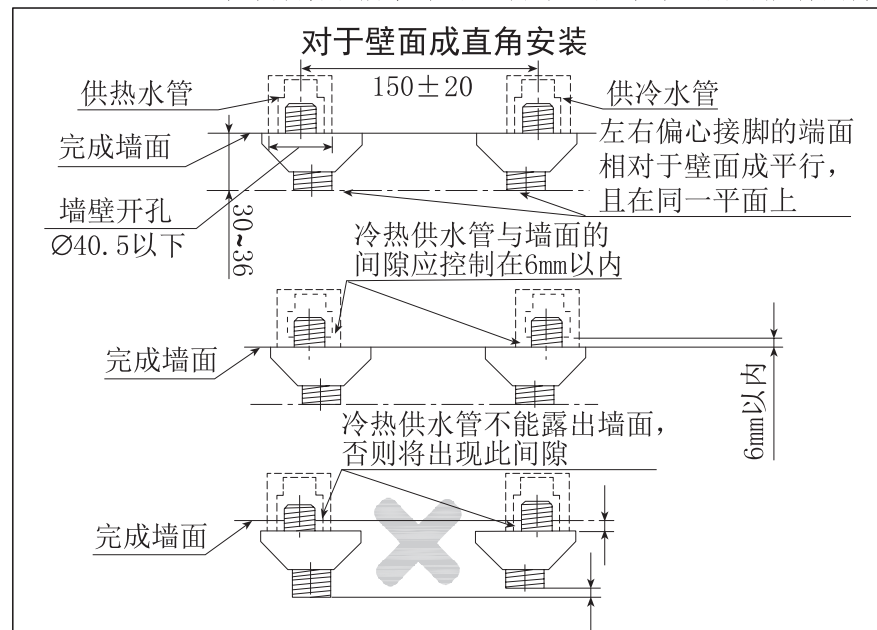 对于壁面成直角安装
150±20
供热水管
供冷水管
完成墙面
左右偏心接脚的端面
相对于壁面成平行，
且在同一平面上
墙壁开孔
Ø40.5以下
30~36
冷热供水管与墙面的
间隙应控制在6mm以内
完成墙面
6mm以内
冷热供水管不能露出墙面，
否则将出现此间隙
完成墙面